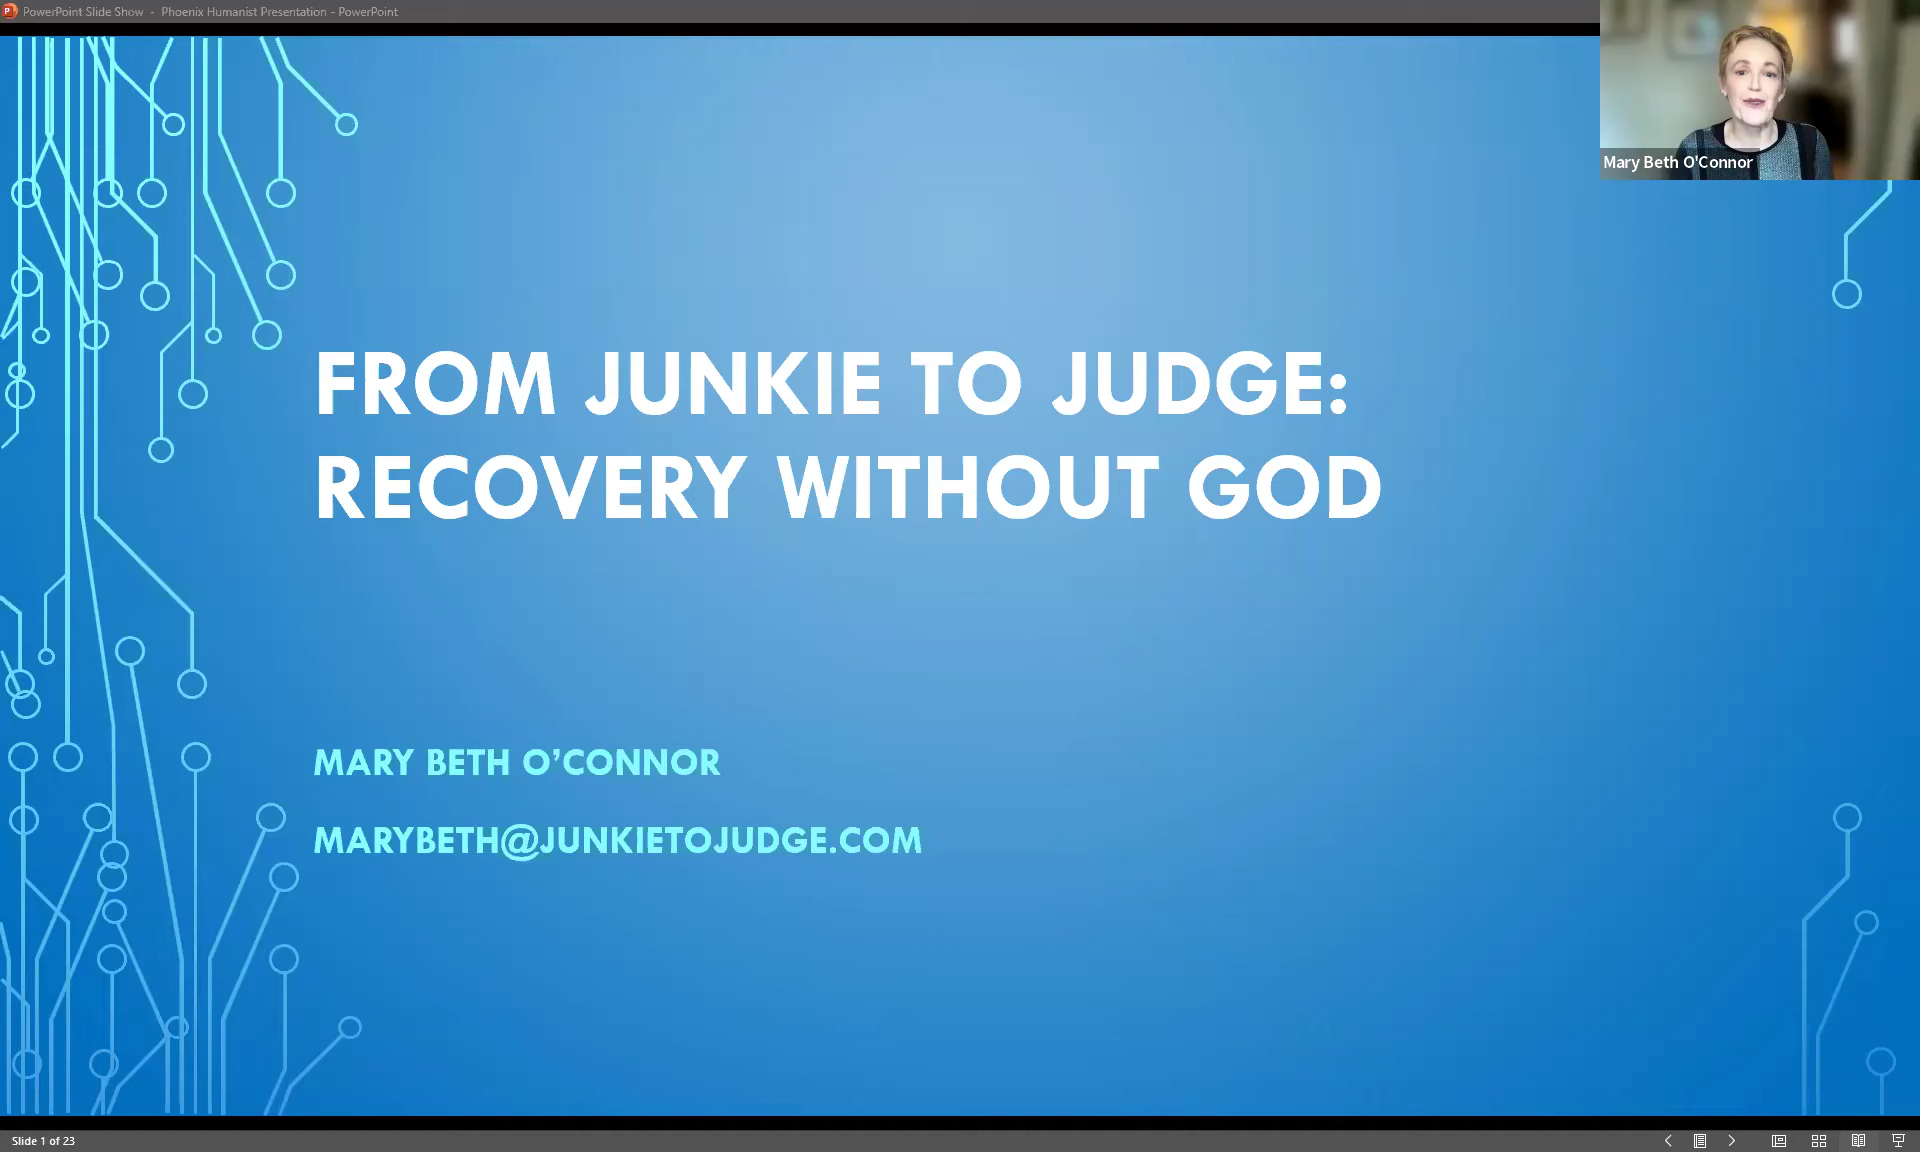 PowerPoint Slide Show - Phoenix Humanist Presentation - PowerPoint
Mary Beth O'Connor
FROM JUNKIE TO JUDGE:
RECOVERY WITHOUT GOD
MARY BETH O’CONNOR
MARYBETH@JUNKIETOJUDGE.COM
Slide 1 of 23